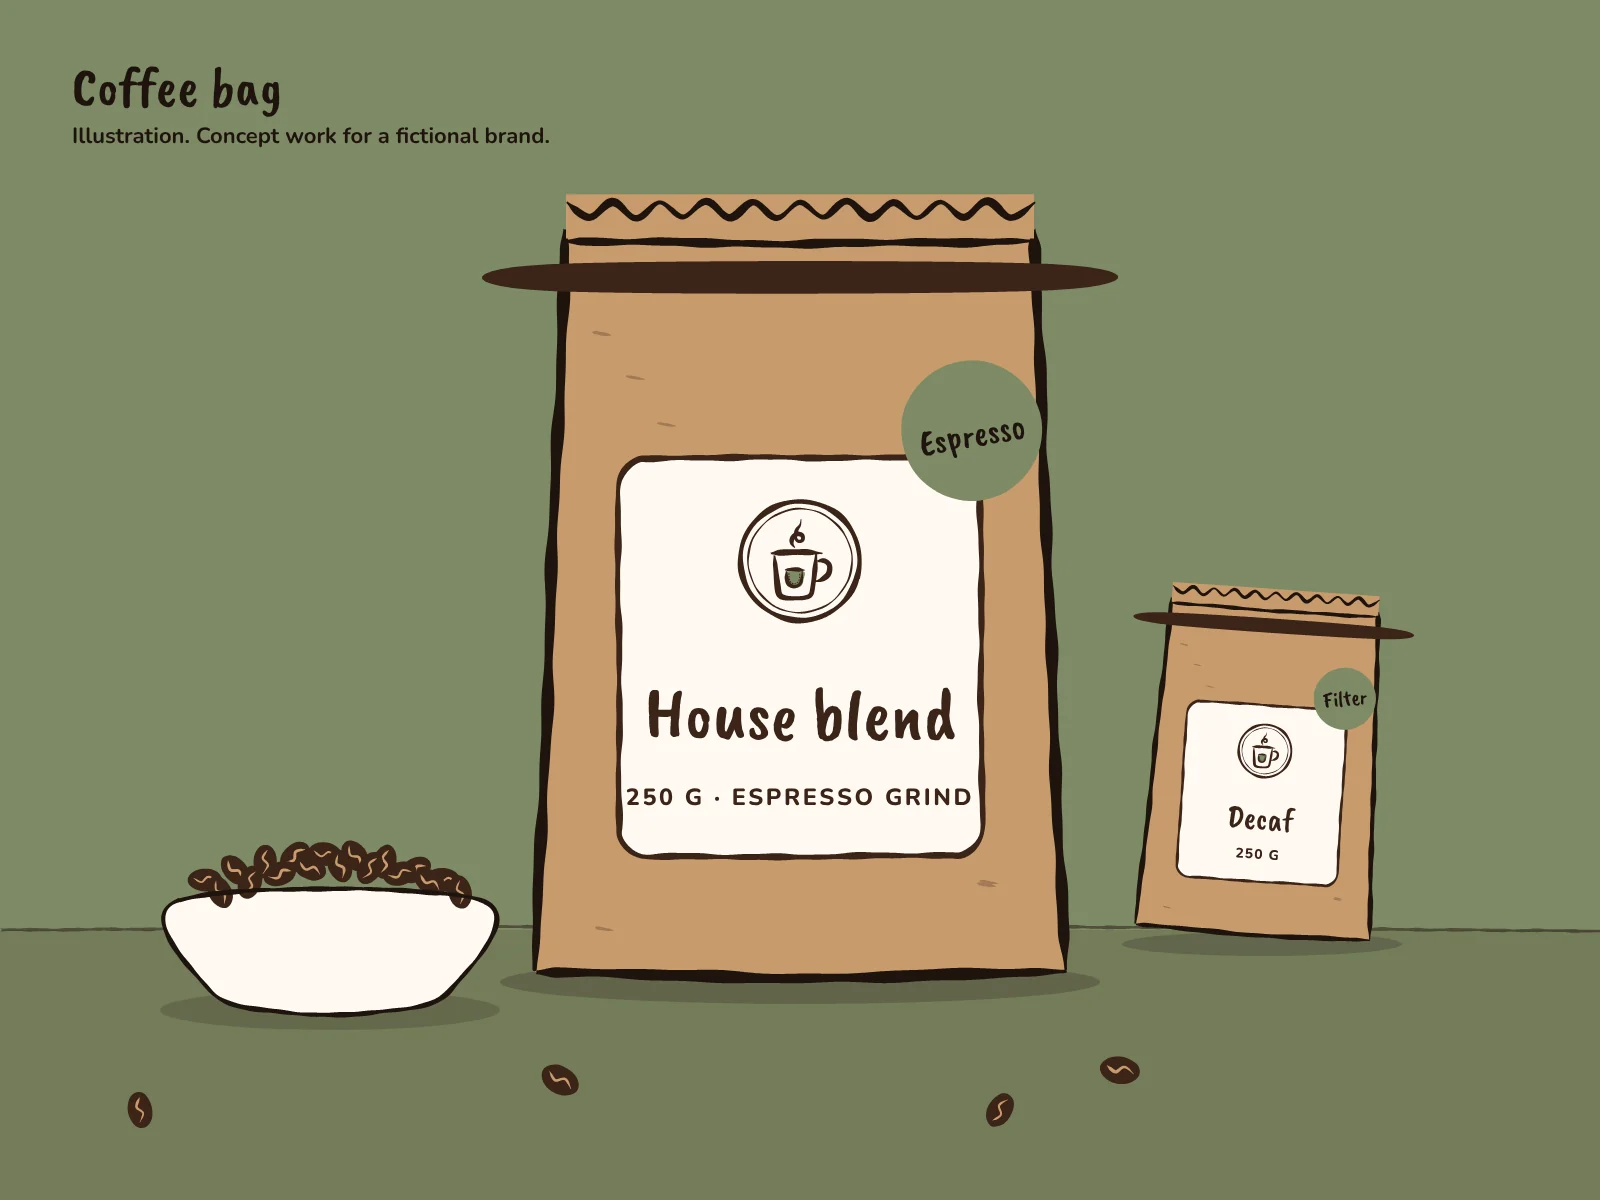 Coffee bag
Illustration. Concept work for a fictional brand.
Espresso
House blend
250 G · ESPRESSO GRIND
Filter
Decaf
250 G